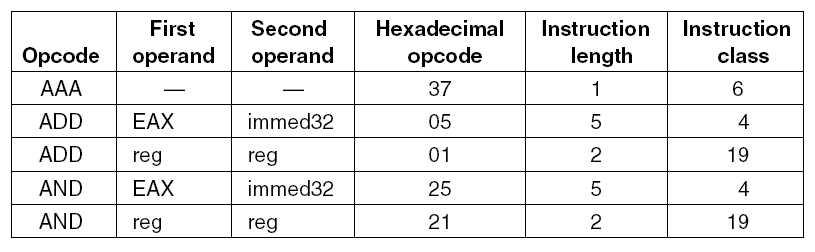 Opcode First operand Second operand Hexadecimal opcode Instruction length Instruction class
AAA — — 37 1 6
ADD EAX immed32 05 5 4
ADD reg reg 01 2 19
AND EAX immed32 25 5 4
AND reg reg 21 2 19